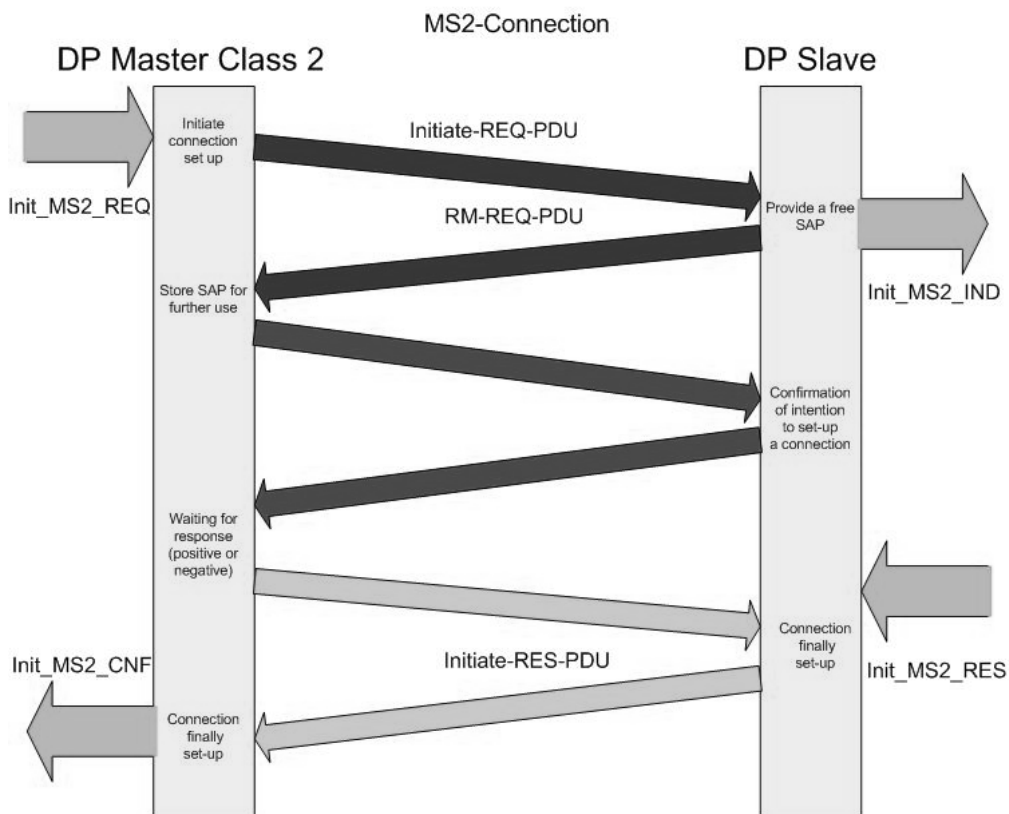 MS2-Connection
DP Master Class 2
DP Slave
Initiate
connection
set up
Initiate-REQ-PDU
Init_MS2_REQ
RM-REQ-PDU
Provide a free
SAP
Init_MS2_IND
Store SAP for
further use
Confirmation
of intention
to set-up
a connection
Waiting for
response
(positive or
negative)
Connection
finally
set-up
Init_MS2_RES
Initiate-RES-PDU
Init_MS2_CNF
Connection
finally
set-up